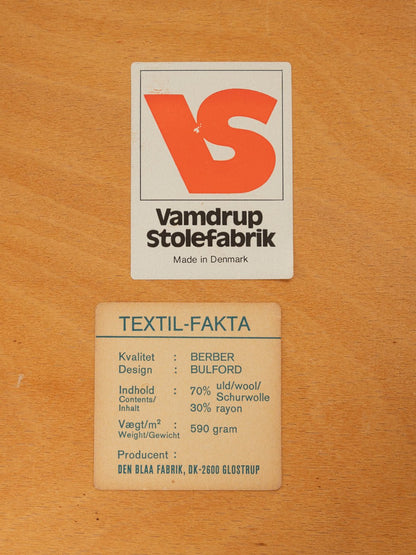 VS
Vamdrup
Stolefabrik
Made in Denmark
TEXTIL-FAKTA
Kvalitet : BERBER
Design : BULFORD
Indhold : 70% uld/wool/
Contents/ Schurwolle
Inhalt 30% rayon
Vægt/m² : 590 gram
Weight/Gewicht
Producent :
DEN BLAA FABRIK, DK-2600 GLOSTRUP